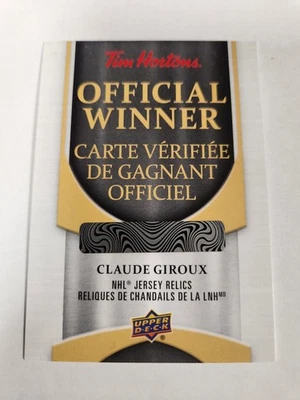 Tim Hortons.
OFFICIAL
WINNER
CARTE VÉRIFIÉE
DE GAGNANT
OFFICIEL
CLAUDE GIROUX
NHL® JERSEY RELICS
RELIQUES DE CHANDAILS DE LA LNHMD
UPPER
D·E·C·K
®